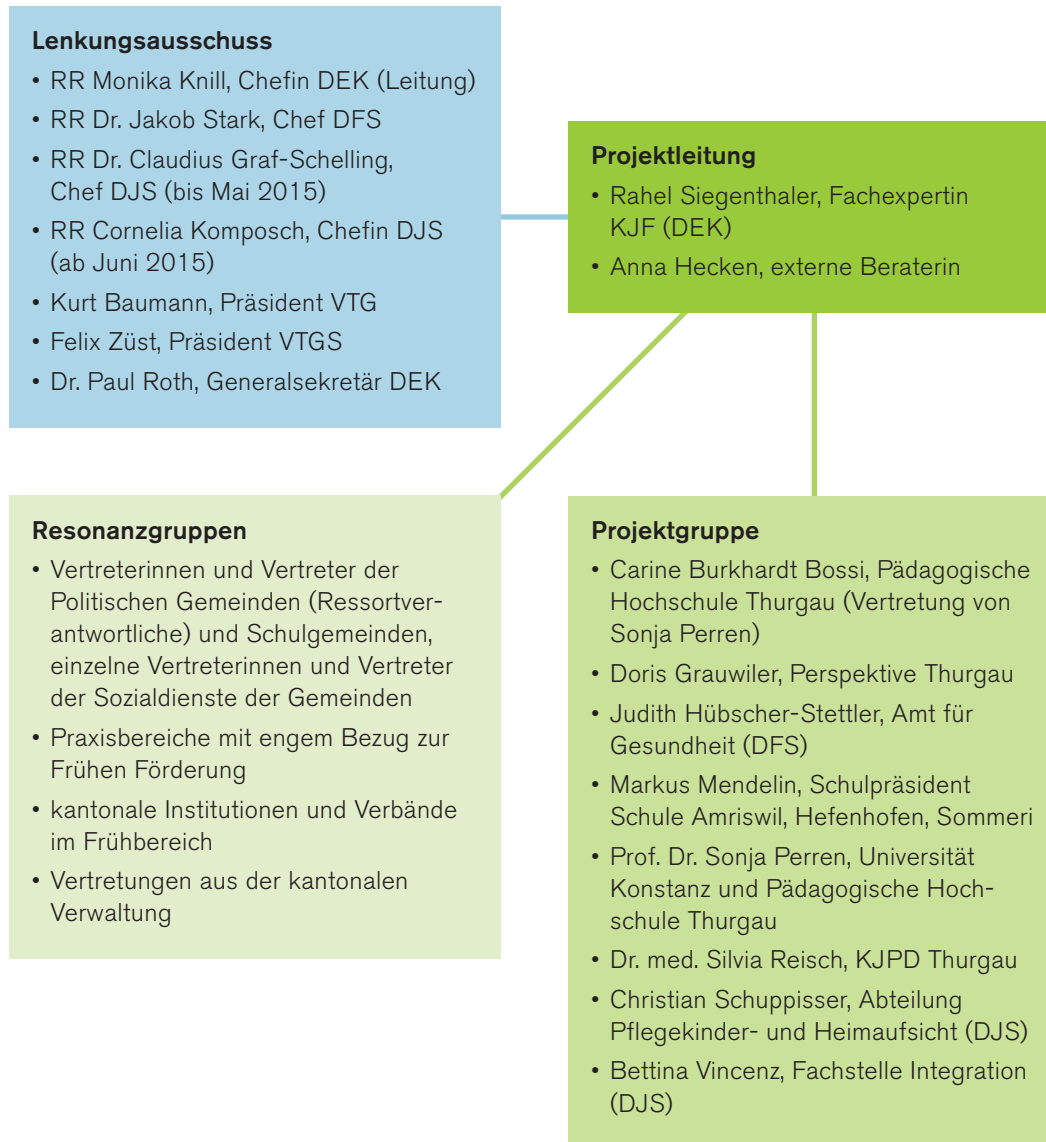 Lenkungsausschuss
• RR Monika Knill, Chefin DEK (Leitung)
• RR Dr. Jakob Stark, Chef DFS
• RR Dr. Claudius Graf-Schelling,
Chef DJS (bis Mai 2015)
• RR Cornelia Komposch, Chefin DJS
(ab Juni 2015)
• Kurt Baumann, Präsident VTG
• Felix Züst, Präsident VTGS
• Dr. Paul Roth, Generalsekretär DEK
Projektleitung
• Rahel Siegenthaler, Fachexpertin
KJF (DEK)
• Anna Hecken, externe Beraterin
Resonanzgruppen
• Vertreterinnen und Vertreter der
Politischen Gemeinden (Ressortver-
antwortliche) und Schulgemeinden,
einzelne Vertreterinnen und Vertreter
der Sozialdienste der Gemeinden
• Praxisbereiche mit engem Bezug zur
Frühen Förderung
• kantonale Institutionen und Verbände
im Frühbereich
• Vertretungen aus der kantonalen
Verwaltung
Projektgruppe
• Carine Burkhardt Bossi, Pädagogische
Hochschule Thurgau (Vertretung von
Sonja Perren)
• Doris Grauwiler, Perspektive Thurgau
• Judith Hübscher-Stettler, Amt für
Gesundheit (DFS)
• Markus Mendelin, Schulpräsident
Schule Amriswil, Hefenhofen, Sommeri
• Prof. Dr. Sonja Perren, Universität
Konstanz und Pädagogische Hoch-
schule Thurgau
• Dr. med. Silvia Reisch, KJPD Thurgau
• Christian Schuppisser, Abteilung
Pflegekinder- und Heimaufsicht (DJS)
• Bettina Vincenz, Fachstelle Integration
(DJS)